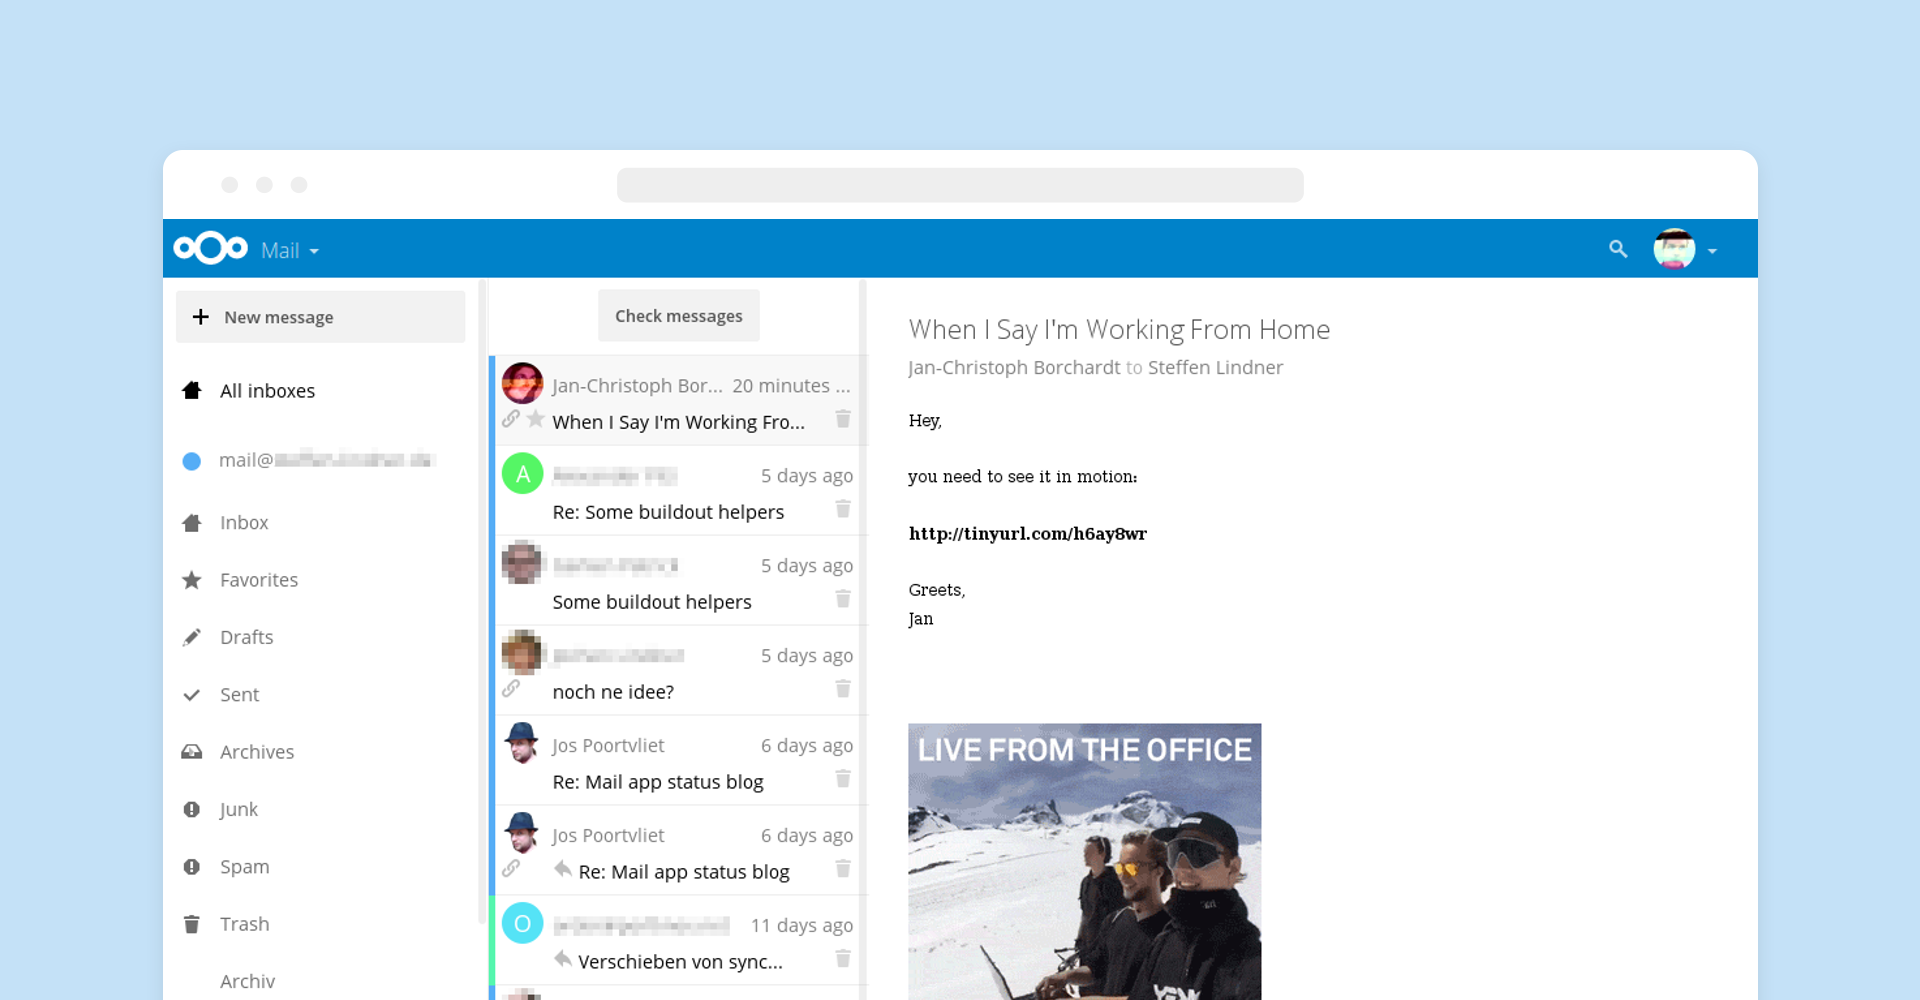 Mail
New message
All inboxes
mail@
Inbox
Favorites
Drafts
Sent
Archives
Junk
Spam
Trash
Archiv
Check messages
Jan-Christoph Bor... 20 minutes ...
When I Say I'm Working Fro...
A
5 days ago
Re: Some buildout helpers
5 days ago
Some buildout helpers
5 days ago
noch ne idee?
Jos Poortvliet 6 days ago
Re: Mail app status blog
Jos Poortvliet 6 days ago
Re: Mail app status blog
O
11 days ago
Verschieben von sync...
When I Say I'm Working From Home
Jan-Christoph Borchardt to Steffen Lindner
Hey,
you need to see it in motion:
http://tinyurl.com/h6ay8wr
Greets,
Jan
LIVE FROM THE OFFICE